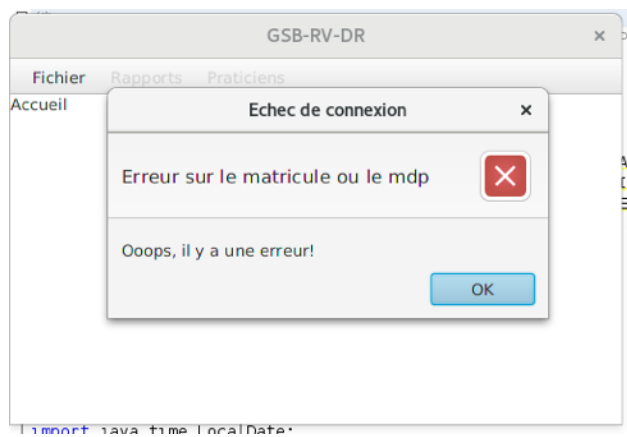 GSB-RV-DR
Fichier Rapports Praticiens
Accueil
Echec de connexion
Erreur sur le matricule ou le mdp
Ooops, il y a une erreur!
OK
import java.time.LocalDate;